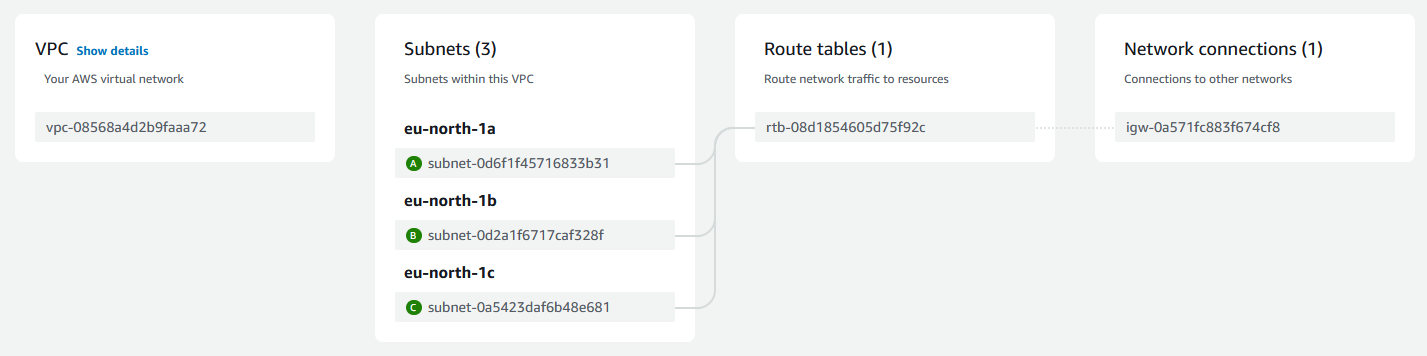 VPC Show details
Your AWS virtual network
vpc-08568a4d2b9faaa72
Subnets (3)
Subnets within this VPC
eu-north-1a
A subnet-0d6f1f45716833b31
eu-north-1b
B subnet-0d2a1f6717caf328f
eu-north-1c
C subnet-0a5423daf6b48e681
Route tables (1)
Route network traffic to resources
rtb-08d1854605d75f92c
Network connections (1)
Connections to other networks
igw-0a571fc883f674cf8